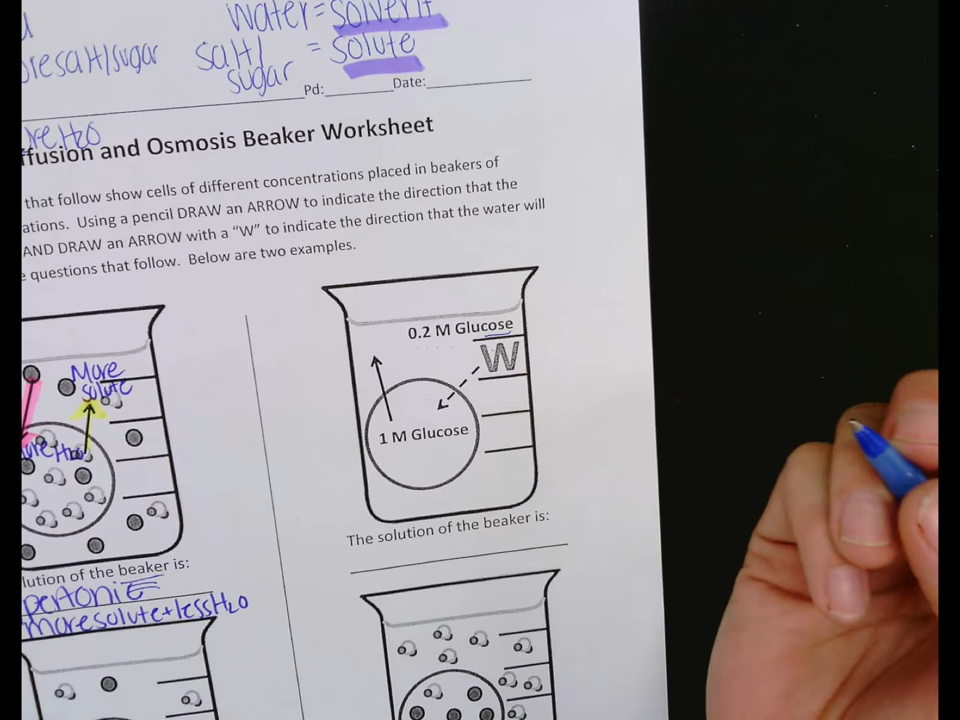 water = solvent
oresalt/sugar
salt/ = solute
sugar
Pd: Date:
oreH2O
ffusion and Osmosis Beaker Worksheet
that follow show cells of different concentrations placed in beakers of
ations. Using a pencil DRAW an ARROW to indicate the direction that the
AND DRAW an ARROW with a “W” to indicate the direction that the water will
e questions that follow. Below are two examples.
0.2 M Glucose
W
More
solute
1 M Glucose
oreH2O
The solution of the beaker is:
lution of the beaker is:
pertonic
more solute + less H2O